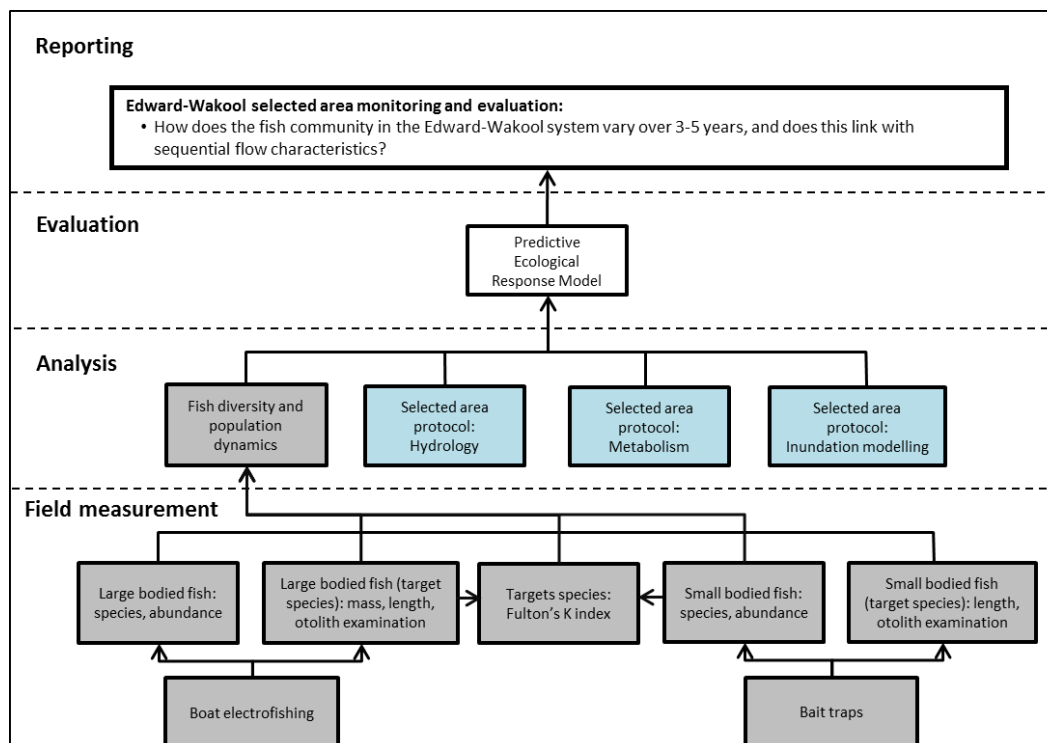 Reporting
Edward-Wakool selected area monitoring and evaluation:
• How does the fish community in the Edward-Wakool system vary over 3-5 years, and does this link with
sequential flow characteristics?
Evaluation
Predictive
Ecological
Response Model
Analysis
Fish diversity and
population
dynamics
Selected area
protocol:
Hydrology
Selected area
protocol:
Metabolism
Selected area
protocol:
Inundation modelling
Field measurement
Large bodied fish:
species, abundance
Large bodied fish (target
species): mass, length,
otolith examination
Targets species:
Fulton's K index
Small bodied fish:
species, abundance
Small bodied fish
(target species): length,
otolith examination
Boat electrofishing
Bait traps